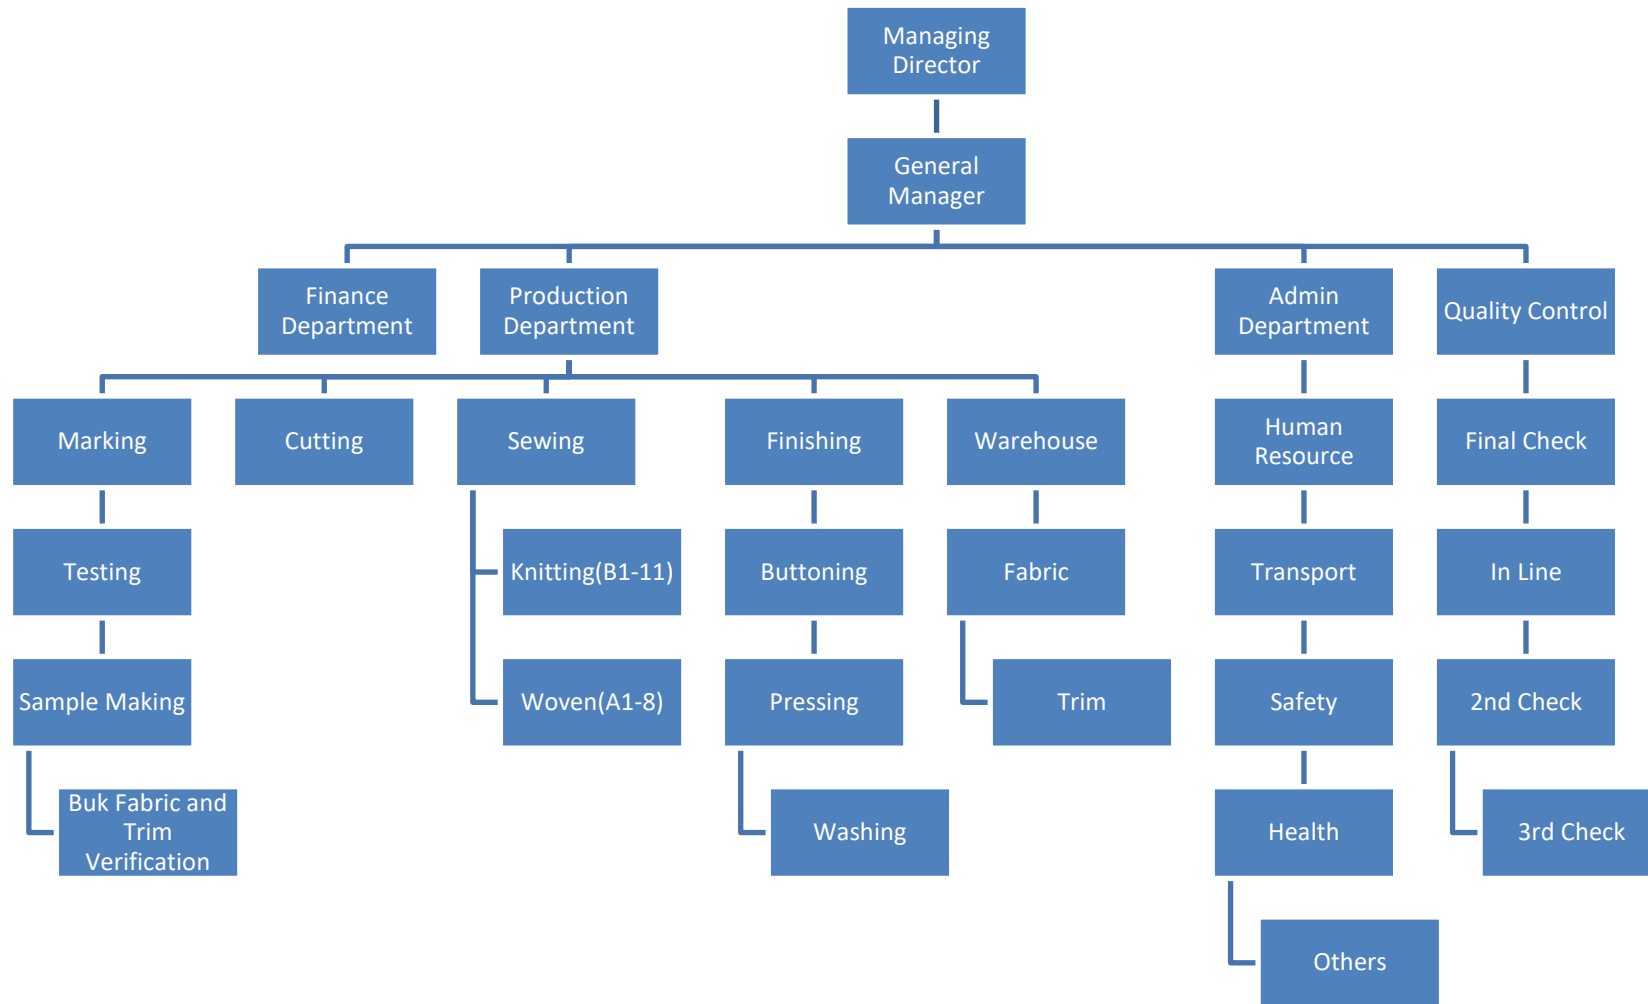 Managing
Director
General
Manager
Finance
Department
Production
Department
Admin
Department
Quality Control
Marking
Cutting
Sewing
Finishing
Warehouse
Human
Resource
Final Check
Testing
Knitting(B1-11)
Buttoning
Fabric
Transport
In Line
Sample Making
Woven(A1-8)
Pressing
Trim
Safety
2nd Check
Buk Fabric and
Trim
Verification
Washing
Health
3rd Check
Others